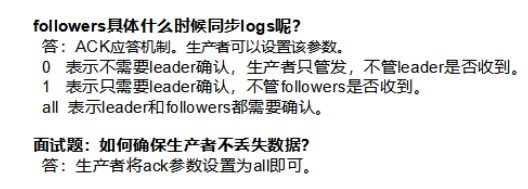 followers具体什么时候同步logs呢？
答：ACK应答机制。生产者可以设置该参数。
0 表示不需要leader确认，生产者只管发，不管leader是否收到。
1 表示只需要leader确认，不管followers是否收到。
all 表示leader和followers都需要确认。
面试题：如何确保生产者不丢失数据?
答：生产者将ack参数设置为all即可。